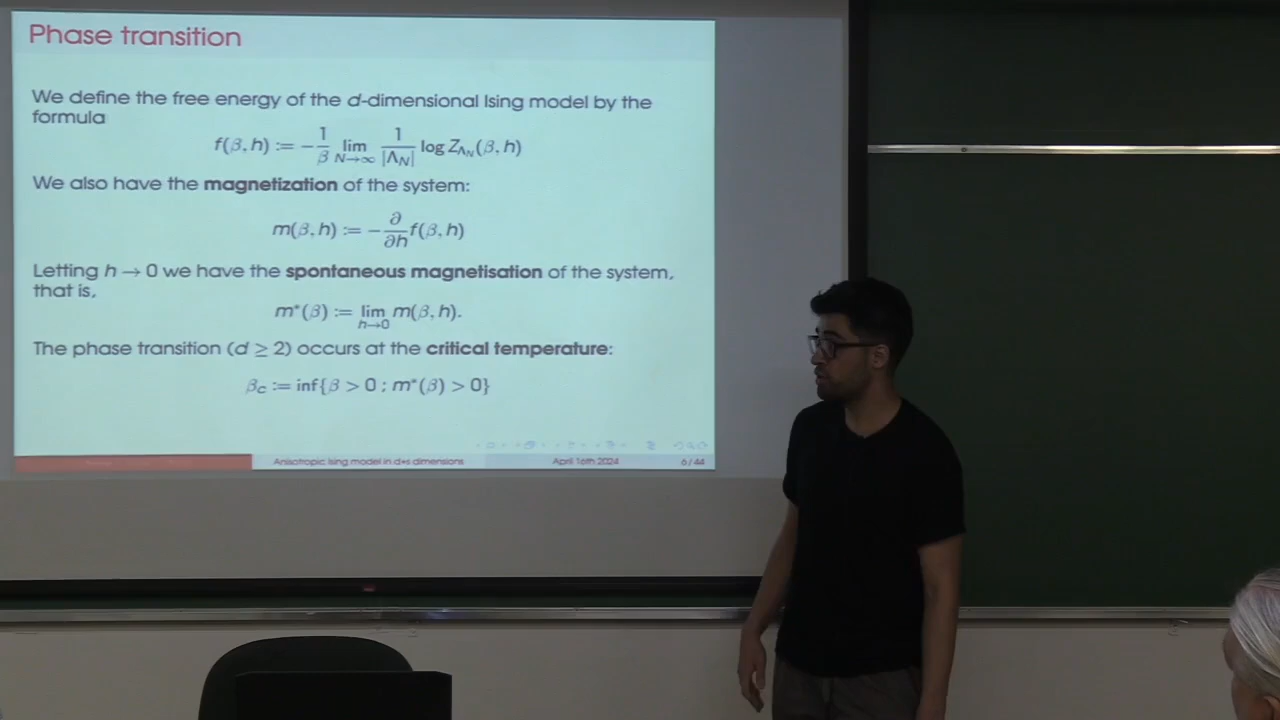 Phase transition
We define the free energy of the d-dimensional Ising model by the
formula
f(β, h) := −1/β lim_{N→∞} 1/|Λ_N| log Z_{Λ_N}(β, h)
We also have the magnetization of the system:
m(β, h) := −∂/∂h f(β, h)
Letting h → 0 we have the spontaneous magnetisation of the system,
that is,
m*(β) := lim_{h→0} m(β, h).
The phase transition (d ≥ 2) occurs at the critical temperature:
β_c := inf{β > 0 ; m*(β) > 0}
Anisotropic Ising model in d+s dimensions April 16th 2024 6 / 44